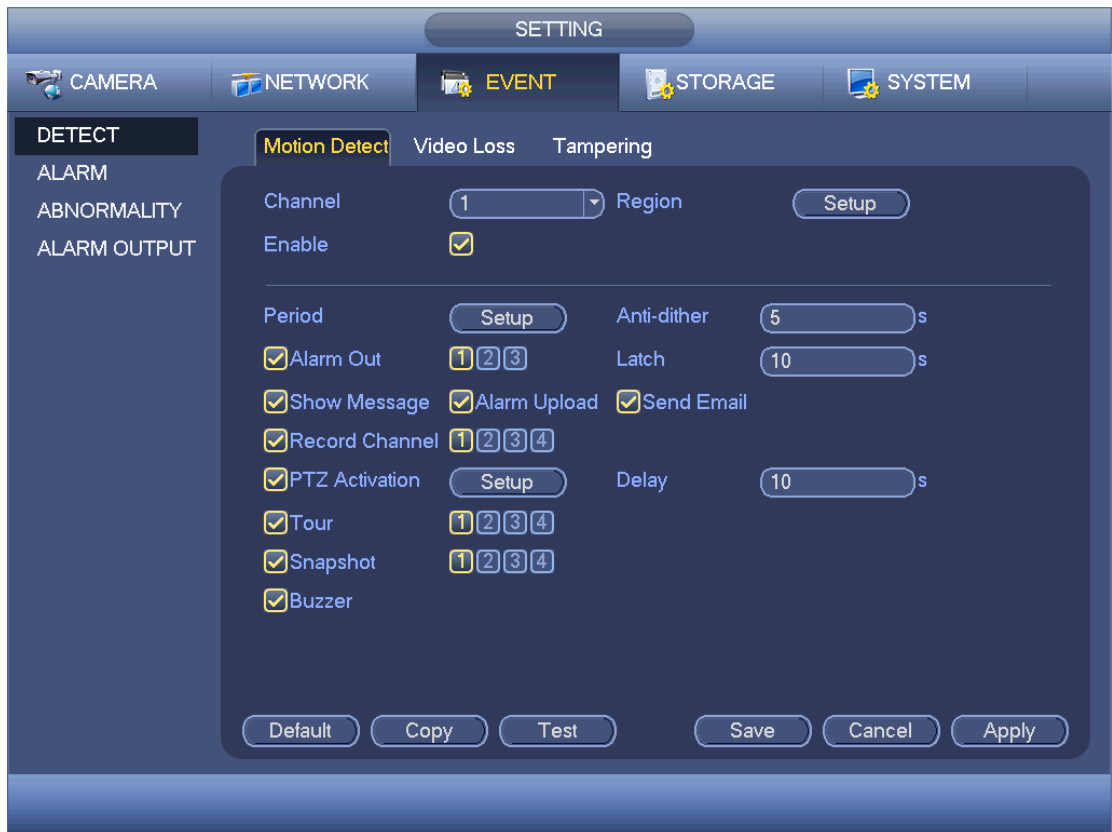 SETTING
CAMERA NETWORK EVENT STORAGE SYSTEM
DETECT
ALARM
ABNORMALITY
ALARM OUTPUT
Motion Detect Video Loss Tampering
Channel 1 Region Setup
Enable
Period Setup Anti-dither 5 s
Alarm Out 1 2 3 Latch 10 s
Show Message Alarm Upload Send Email
Record Channel 1 2 3 4
PTZ Activation Setup Delay 10 s
Tour 1 2 3 4
Snapshot 1 2 3 4
Buzzer
Default Copy Test Save Cancel Apply